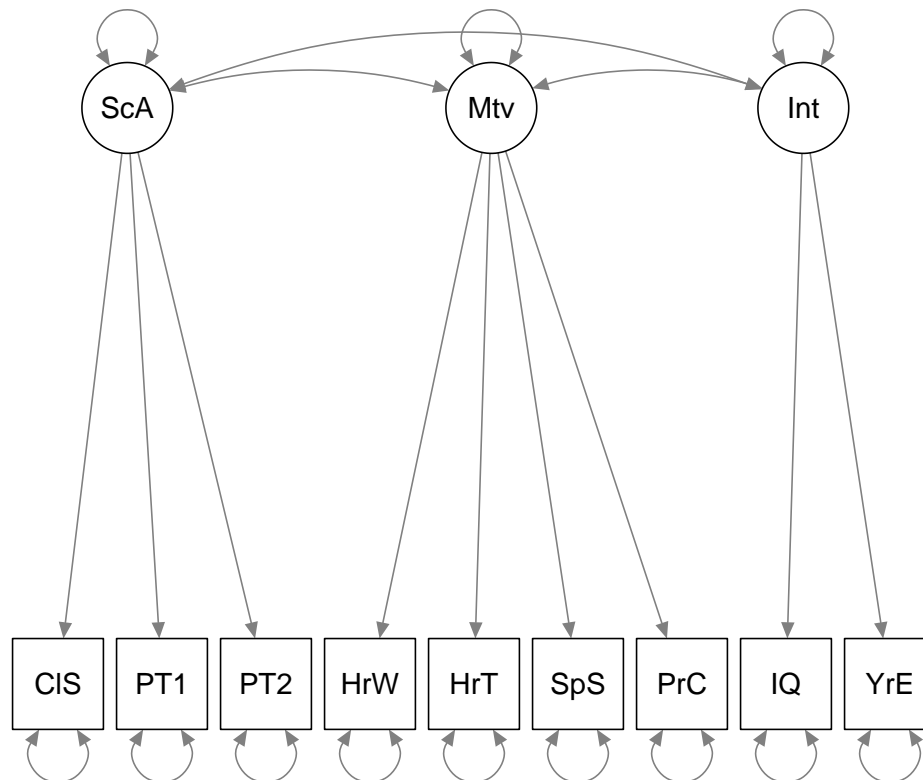 ScA
Mtv
Int
ClS
PT1
PT2
HrW
HrT
SpS
PrC
IQ
YrE